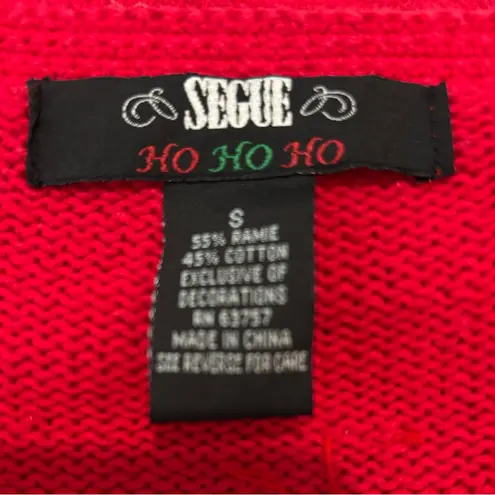 SEGUE
HO HO HO
S
55% RAMIE
45% COTTON
EXCLUSIVE OF
DECORATIONS
RN 63757
MADE IN CHINA
SEE REVERSE FOR CARE